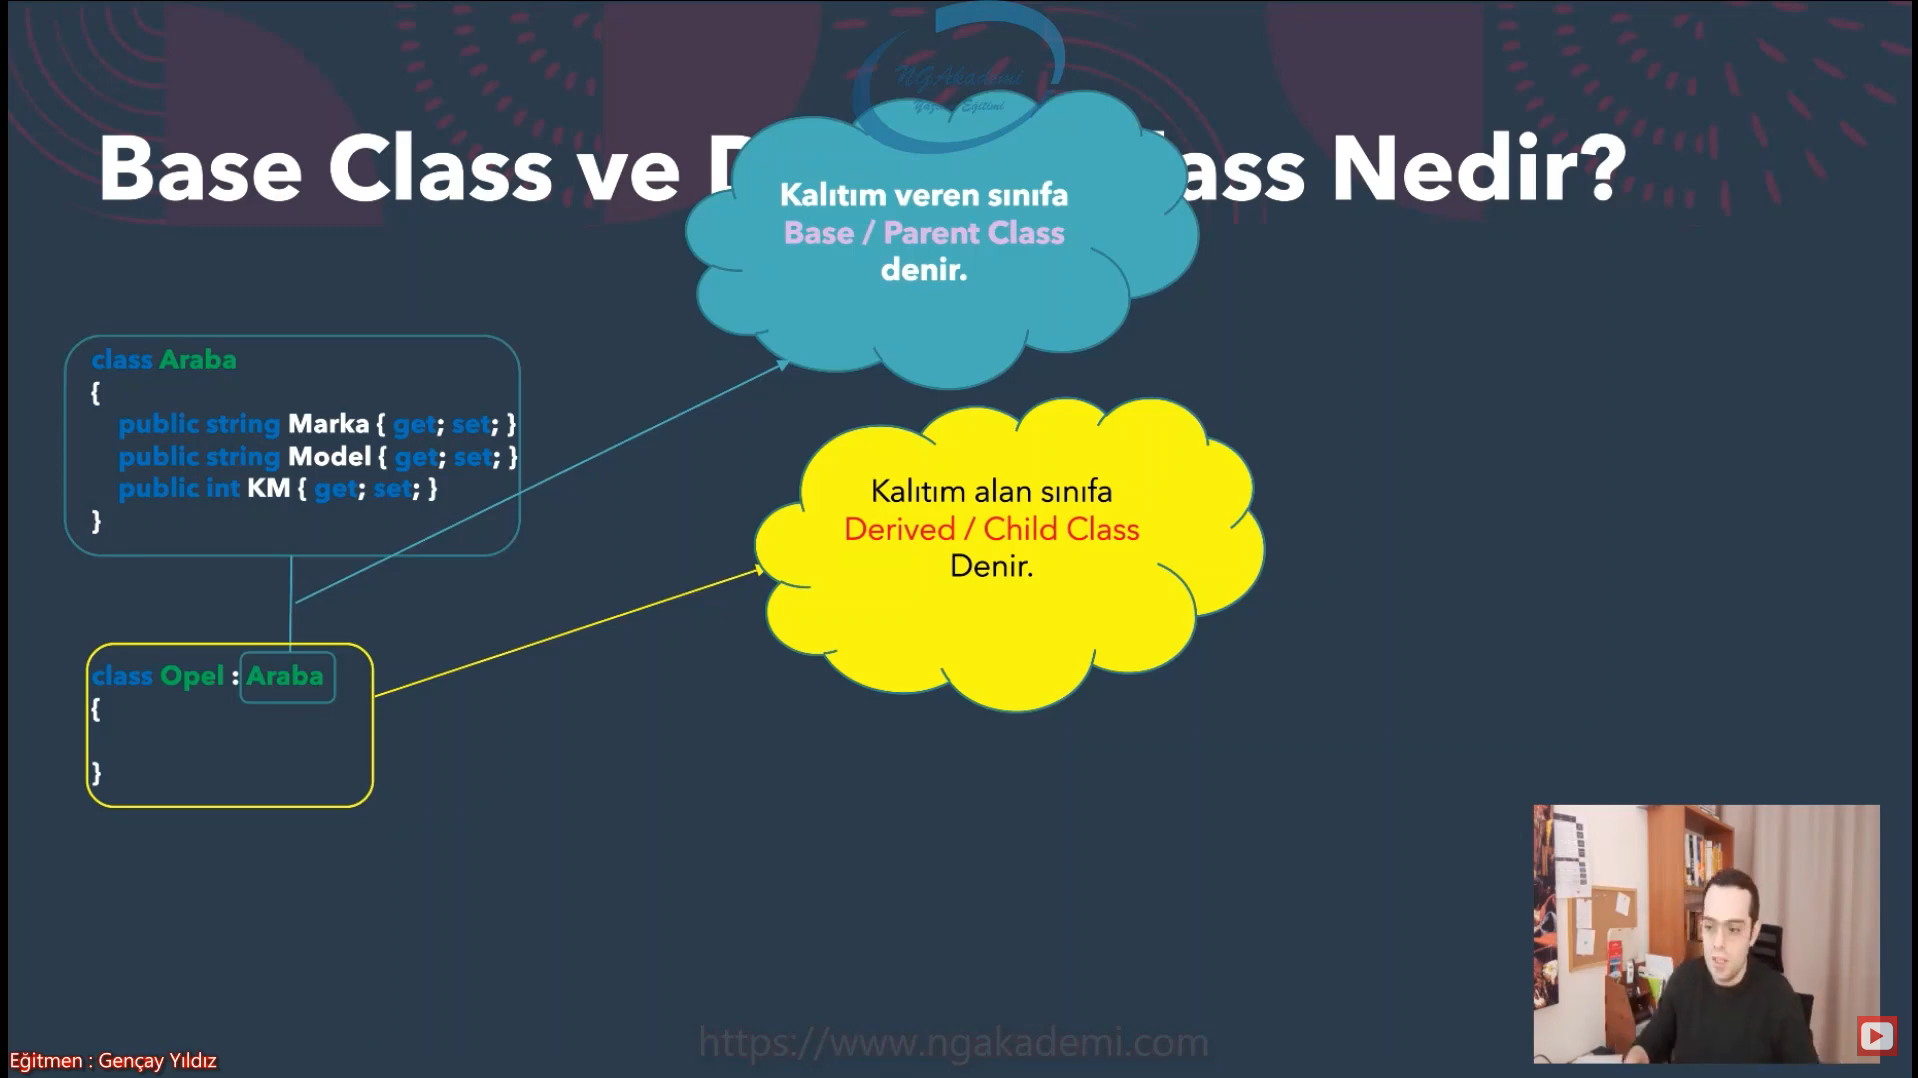 NGAkademi
Yazılım Eğitimi
Base Class ve D ass Nedir?
Kalıtım veren sınıfa
Base / Parent Class
denir.
class Araba
{
public string Marka { get; set; }
public string Model { get; set; }
public int KM { get; set; }
}
Kalıtım alan sınıfa
Derived / Child Class
Denir.
class Opel : Araba
{
}
https://www.ngakademi.com
Eğitmen : Gençay Yıldız